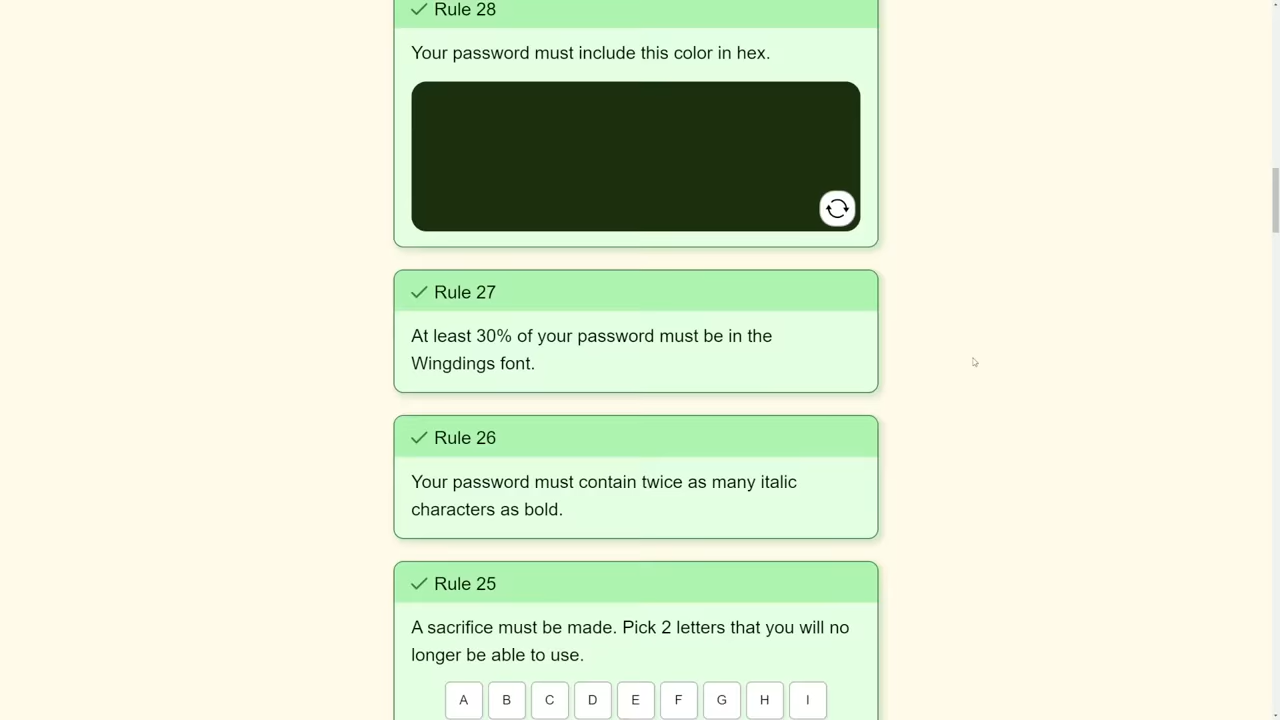 Rule 28
Your password must include this color in hex.
Rule 27
At least 30% of your password must be in the
Wingdings font.
Rule 26
Your password must contain twice as many italic
characters as bold.
Rule 25
A sacrifice must be made. Pick 2 letters that you will no
longer be able to use.
A B C D E F G H I